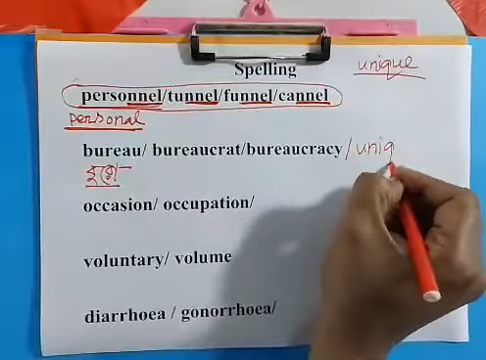 Spelling unique
personnel/tunnel/funnel/cannel
personal
bureau/ bureaucrat/bureaucracy / uniq
occasion/ occupation/
voluntary/ volume
diarrhoea / gonorrhoea/